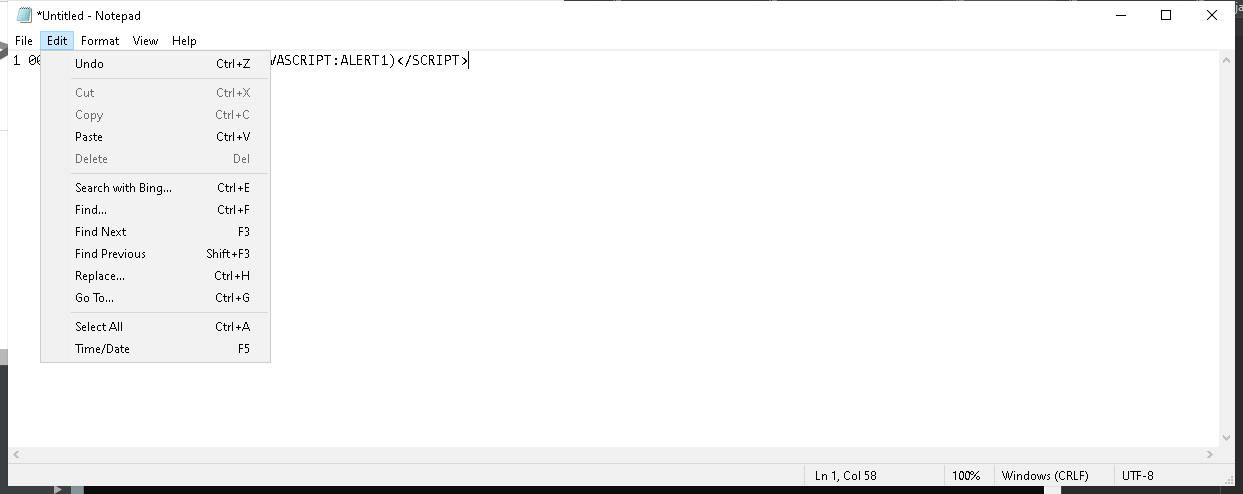 *Untitled - Notepad
File Edit Format View Help
1 00 VASCRIPT:ALERT1)</SCRIPT>
Undo Ctrl+Z
Cut Ctrl+X
Copy Ctrl+C
Paste Ctrl+V
Delete Del
Search with Bing... Ctrl+E
Find... Ctrl+F
Find Next F3
Find Previous Shift+F3
Replace... Ctrl+H
Go To... Ctrl+G
Select All Ctrl+A
Time/Date F5
Ln 1, Col 58 100% Windows (CRLF) UTF-8